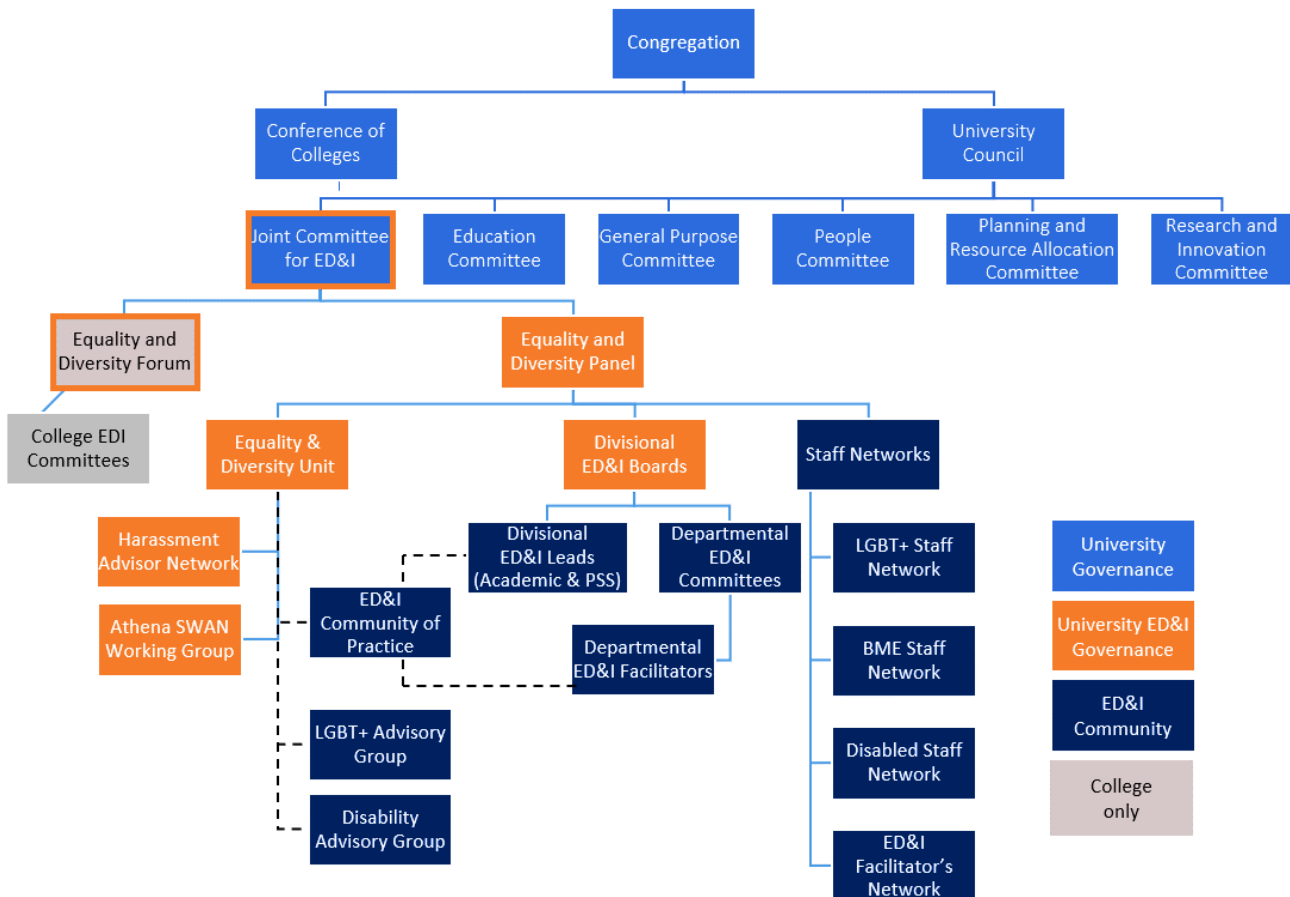 Congregation
Conference of
Colleges
University
Council
Joint Committee
for ED&I
Education
Committee
General Purpose
Committee
People
Committee
Planning and
Resource Allocation
Committee
Research and
Innovation
Committee
Equality and
Diversity Forum
Equality and
Diversity Panel
College EDI
Committees
Equality &
Diversity Unit
Divisional
ED&I Boards
Staff Networks
Harassment
Advisor Network
Divisional
ED&I Leads
(Academic & PSS)
Departmental
ED&I
Committees
LGBT+ Staff
Network
University
Governance
Athena SWAN
Working Group
ED&I
Community of
Practice
Departmental
ED&I Facilitators
BME Staff
Network
University ED&I
Governance
LGBT+ Advisory
Group
Disabled Staff
Network
ED&I
Community
Disability
Advisory Group
ED&I
Facilitator’s
Network
College
only